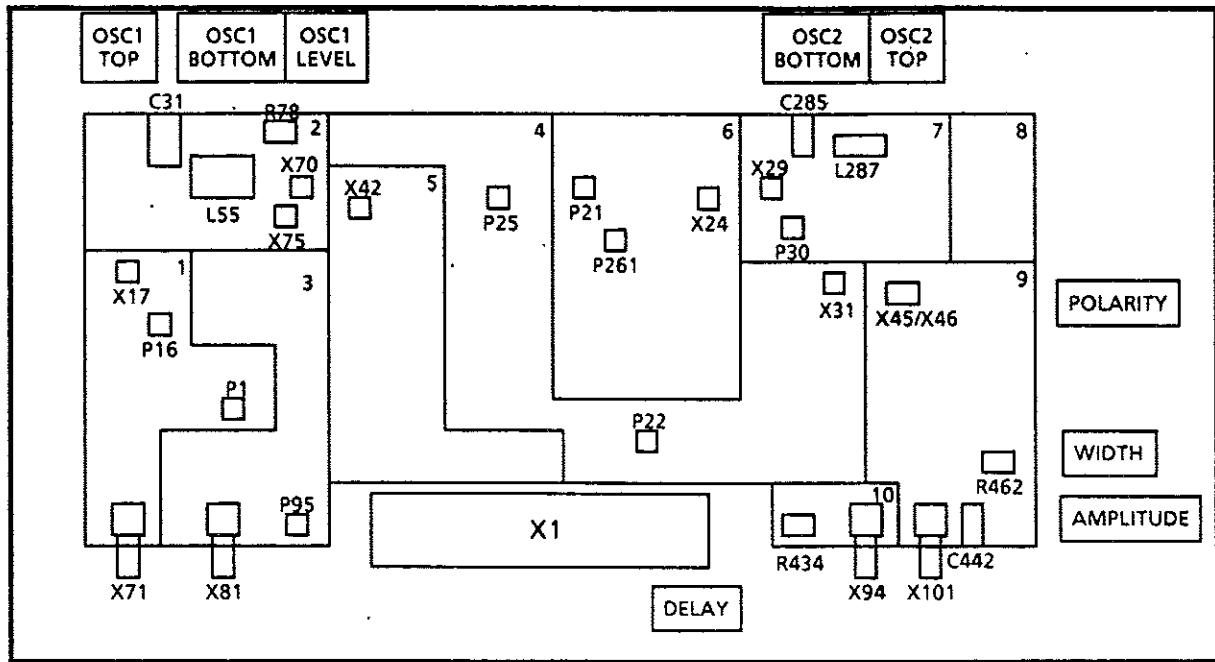 OSC1
TOP
OSC1
BOTTOM
OSC1
LEVEL
OSC2
BOTTOM
OSC2
TOP
C31
R78
2
4
6
C285
7
8
X70
L55
X75
X42
5
P25
P21
P261
X24
X29
L287
P30
1
X17
P16
3
P1
X31
X45/X46
9
POLARITY
P22
WIDTH
R462
AMPLITUDE
P95
X1
10
R434
C442
X71
X81
X94
X101
DELAY